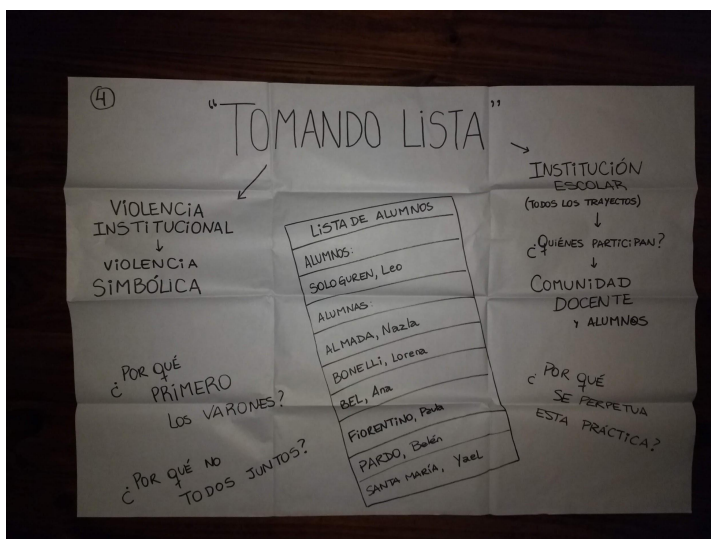 4
"TOMANDO LISTA"
VIOLENCIA
INSTITUCIONAL
↓
VIOLENCIA
SIMBÓLICA
¿POR QUÉ
PRIMERO
LOS VARONES?
¿POR QUÉ NO
TODOS JUNTOS?
LISTA DE ALUMNOS
ALUMNOS:
SOLOGUREN, Leo
ALUMNAS:
ALMADA, Nazla
BONELLI, Lorena
BEL, Ana
FIORENTINO, Paula
PARDO, Belén
SANTA MARÍA, Yael
INSTITUCIÓN
ESCOLAR
(TODOS LOS TRAYECTOS)
↓
¿QUIÉNES PARTICIPAN?
↓
COMUNIDAD
DOCENTE
Y ALUMN@S
¿POR QUÉ
SE PERPETUA
ESTA PRÁCTICA?